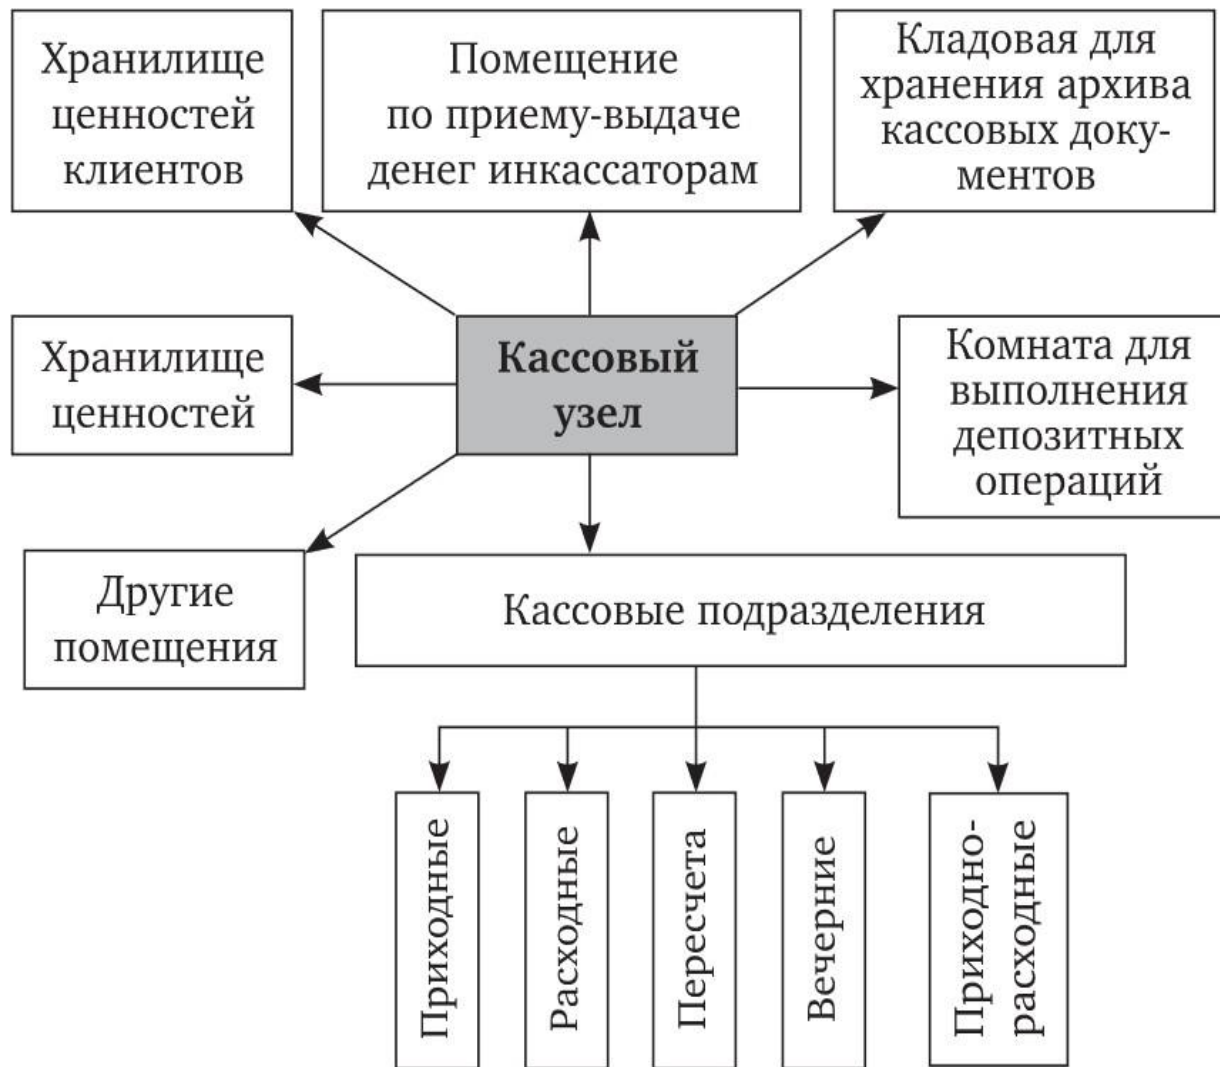 Хранилище
ценностей
клиентов
Помещение
по приему-выдаче
денег инкассаторам
Кладовая для
хранения архива
кассовых доку-
ментов
Хранилище
ценностей
Кассовый
узел
Комната для
выполнения
депозитных
операций
Другие
помещения
Кассовые подразделения
Приходные
Расходные
Пересчета
Вечерние
Приходно-
расходные